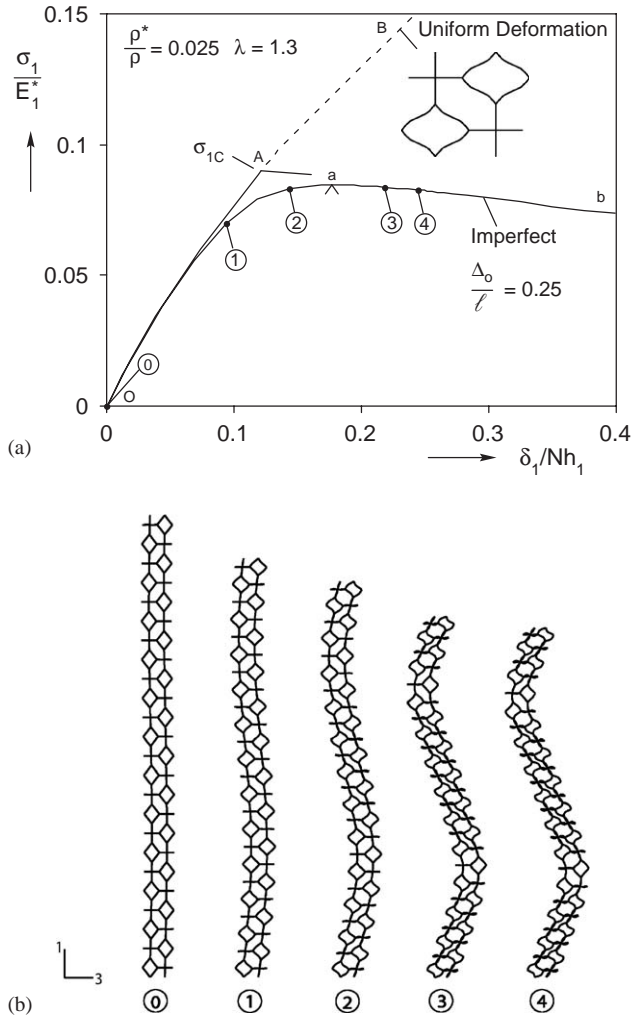 0.15
ρ*/ρ = 0.025 λ = 1.3
B Uniform Deformation
σ₁/E₁*
0.1
σ₁C
A
a
b
② ③ ④
①
Imperfect
Δₒ/ℓ = 0.25
0.05
⓪
O
0
0 0.1 0.2 0.3 0.4
(a)
δ₁/Nh₁
1
3
(b)
⓪ ① ② ③ ④